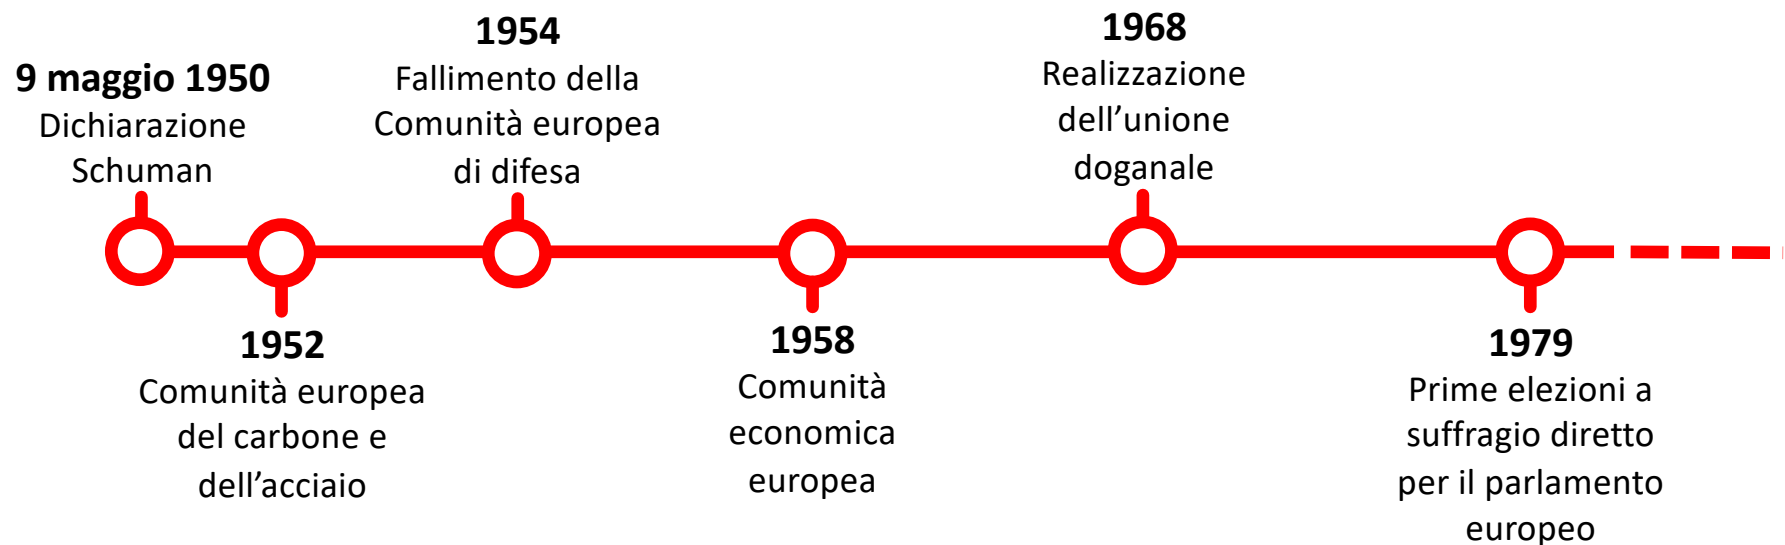 9 maggio 1950
Dichiarazione
Schuman
1952
Comunità europea
del carbone e
dell’acciaio
1954
Fallimento della
Comunità europea
di difesa
1958
Comunità
economica
europea
1968
Realizzazione
dell’unione
doganale
1979
Prime elezioni a
suffragio diretto
per il parlamento
europeo